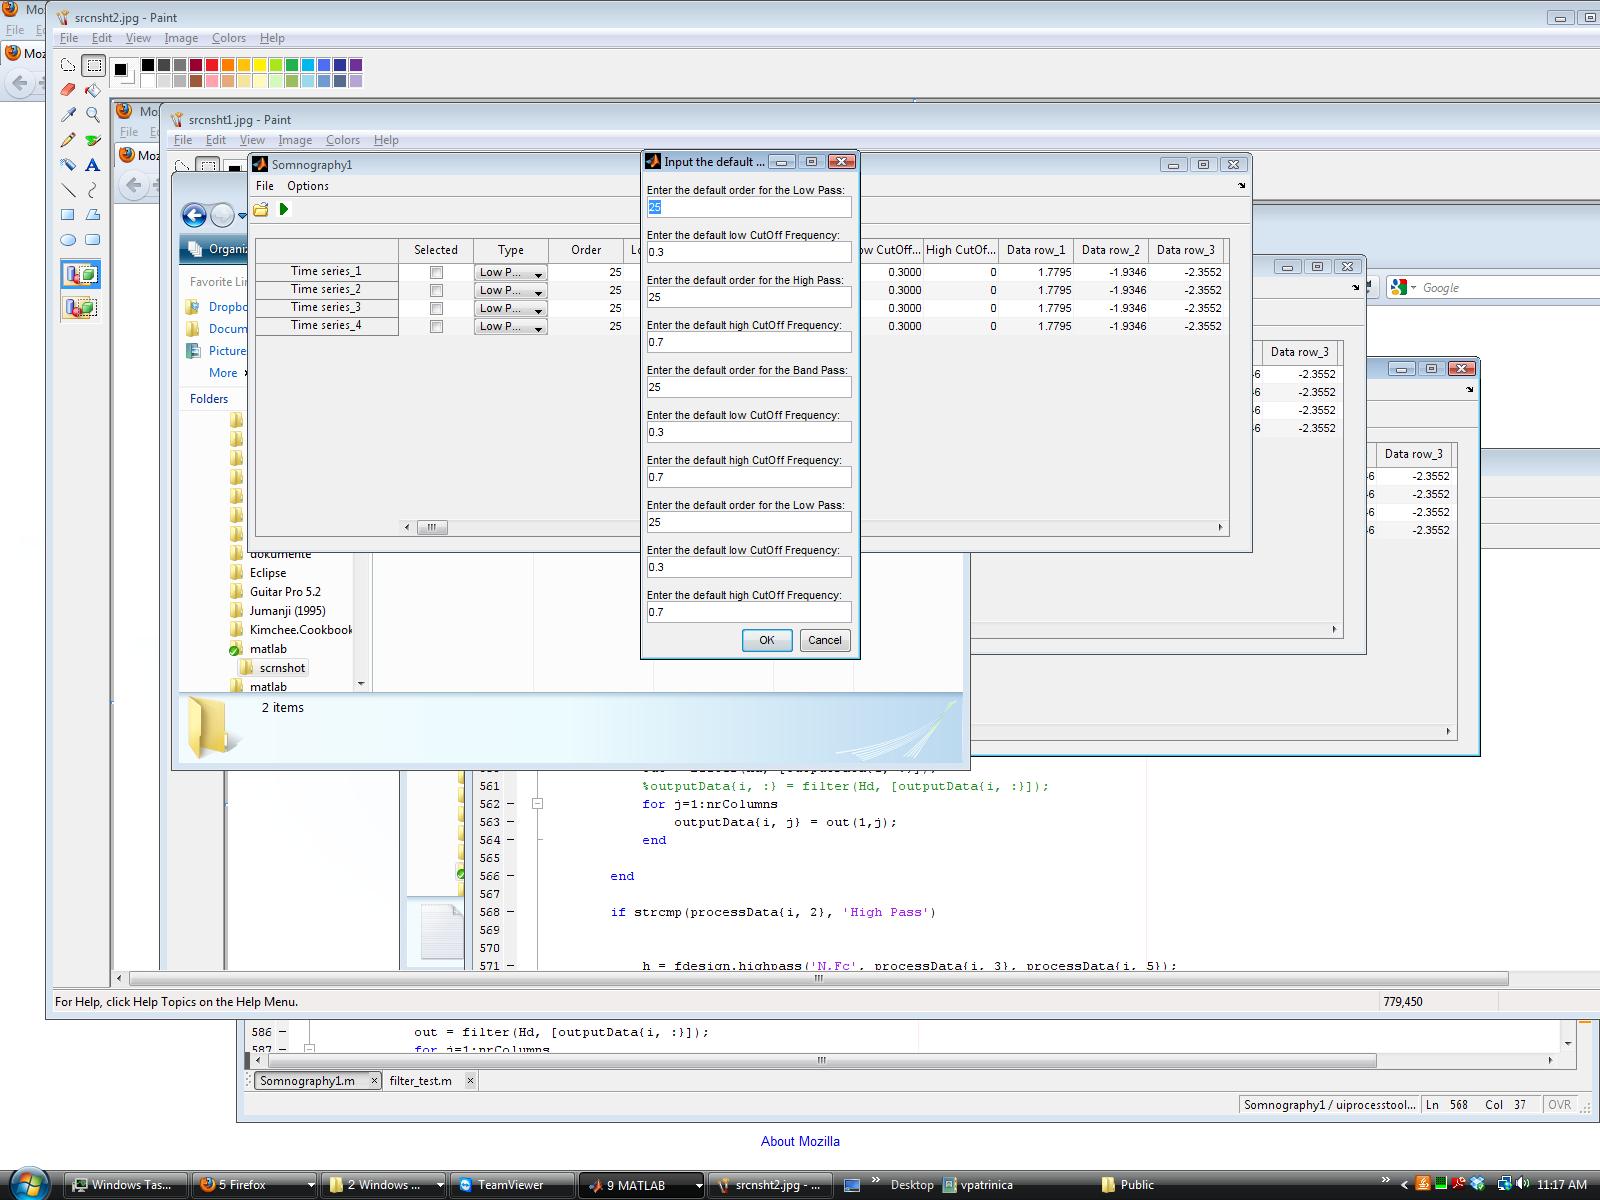 srcnsht2.jpg - Paint
File Edit View Image Colors Help
Moz
srcnsht1.jpg - Paint
File Edit View Image Colors Help
Somnography1
File Options
Selected Type Order
High CutOf... Data row_1 Data row_2 Data row_3
Time series_1 Low P... 25 0.3000 0 1.7795 -1.9346 -2.3552
Time series_2 Low P... 25 0.3000 0 1.7795 -1.9346 -2.3552
Time series_3 Low P... 25 0.3000 0 1.7795 -1.9346 -2.3552
Time series_4 Low P... 25 0.3000 0 1.7795 -1.9346 -2.3552
Input the default ...
Enter the default order for the Low Pass:
25
Enter the default low CutOff Frequency:
0.3
Enter the default order for the High Pass:
25
Enter the default high CutOff Frequency:
0.7
Enter the default order for the Band Pass:
25
Enter the default low CutOff Frequency:
0.3
Enter the default high CutOff Frequency:
0.7
Enter the default order for the Low Pass:
25
Enter the default low CutOff Frequency:
0.3
Enter the default high CutOff Frequency:
0.7
OK Cancel
Google
Data row_3
-2.3552
-2.3552
-2.3552
-2.3552
Data row_3
-2.3552
-2.3552
-2.3552
-2.3552
Organiz
Favorite Lin
Dropbo
Docum
Picture
More
Folders
dokumente
Eclipse
Guitar Pro 5.2
Jumanji (1995)
Kimchee.Cookbook
matlab
scrnshot
matlab
2 items
561 %outputData{i, :} = filter(Hd, [outputData{i, :}]);
562 for j=1:nrColumns
563 outputData{i, j} = out(1,j);
564 end
565
566 end
567
568 if strcmp(processData{i, 2}, 'High Pass')
569
570
571 h = fdesign.highpass('N,Fc', processData{i, 3}, processData{i, 5});
For Help, click Help Topics on the Help Menu. 779,450
586 out = filter(Hd, [outputData{i, :}]);
587 for j=1:nrColumns
Somnography1.m filter_test.m
Somnography1 / uiprocesstool... Ln 568 Col 37 OVR
About Mozilla
Windows Tas... 5 Firefox 2 Windows ... TeamViewer 9 MATLAB srcnsht2.jpg - ... Desktop vpatrinica Public 11:17 AM